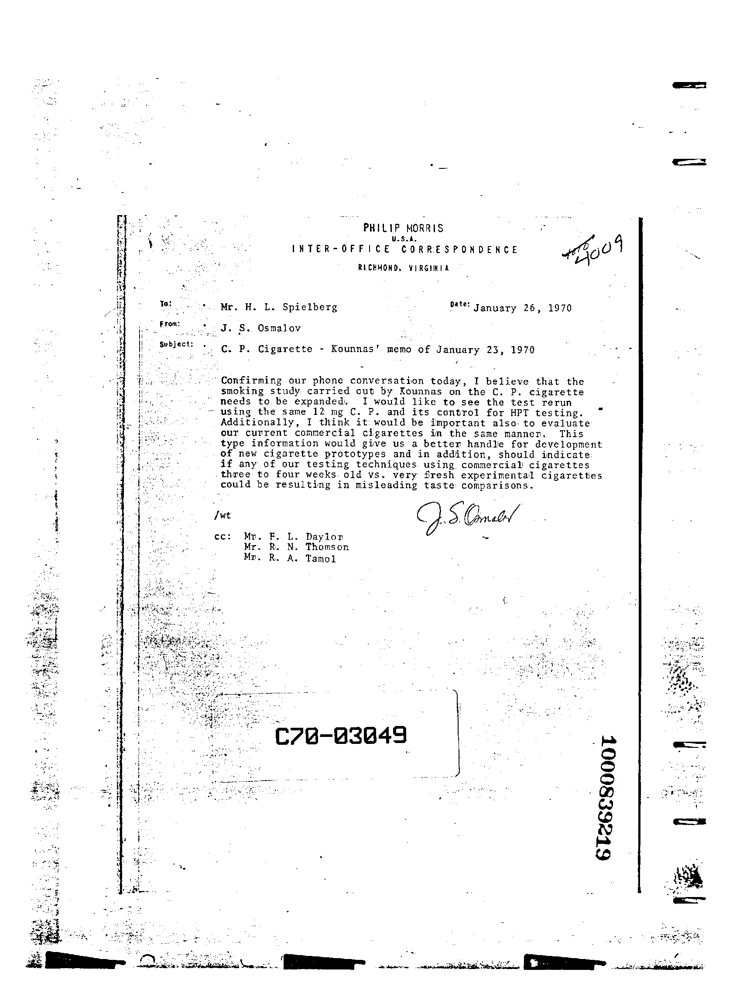 PHILIP MORRIS
U.S.A.
INTER-OFFICE CORRESPONDENCE
RICHMOND, VIRGINIA
4009
To: Mr. H. L. Spielberg Date: January 26, 1970
From: J. S. Osmalov
Subject: C. P. Cigarette - Kounnas' memo of January 23, 1970
Confirming our phone conversation today, I believe that the
smoking study carried out by Kounnas on the C. P. cigarette
needs to be expanded. I would like to see the test rerun
using the same 12 mg C. P. and its control for HPT testing.
Additionally, I think it would be important also to evaluate
our current commercial cigarettes in the same manner. This
type information would give us a better handle for development
of new cigarette prototypes and in addition, should indicate
if any of our testing techniques using commercial cigarettes
three to four weeks old vs. very fresh experimental cigarettes
could be resulting in misleading taste comparisons.
/wt
J. S. Osmalov
cc: Mr. F. L. Daylor
Mr. R. N. Thomson
Mr. R. A. Tamol
C70-03049
1000839219